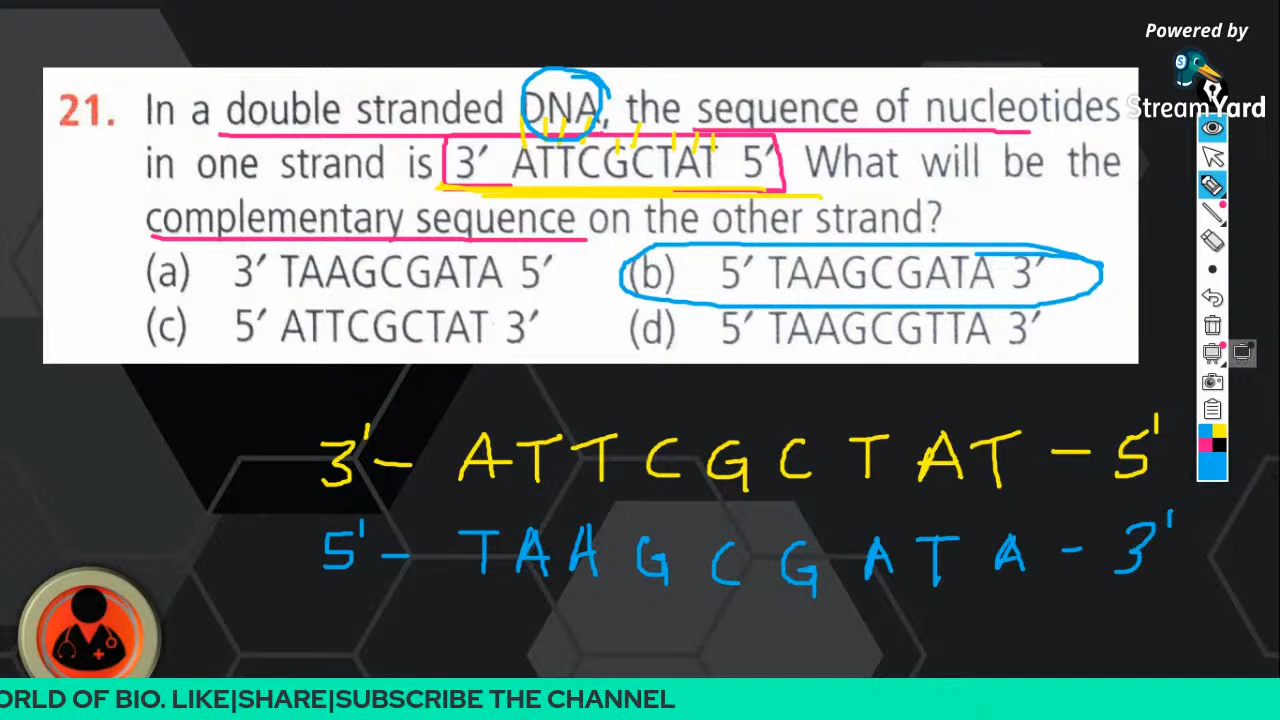 Powered by
StreamYard
21. In a double stranded DNA, the sequence of nucleotides
in one strand is 3′ ATTCGCTAT 5′ What will be the
complementary sequence on the other strand?
(a) 3′ TAAGCGATA 5′ (b) 5′ TAAGCGATA 3′
(c) 5′ ATTCGCTAT 3′ (d) 5′ TAAGCGTTA 3′
3' - A T T C G C T A T - 5'
5' - T A A G C G A T A - 3'
ORLD OF BIO. LIKE|SHARE|SUBSCRIBE THE CHANNEL